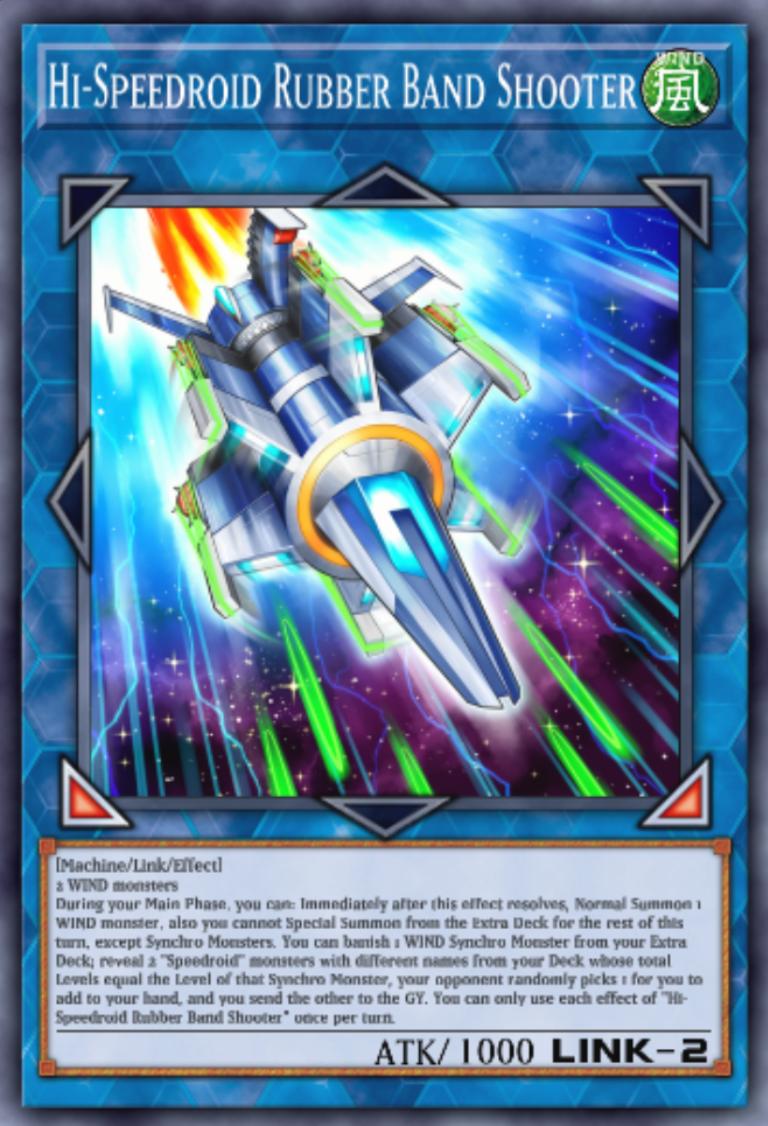 HI-SPEEDROID RUBBER BAND SHOOTER
WIND
風
[Machine/Link/Effect]
2 WIND monsters
During your Main Phase, you can: Immediately after this effect resolves, Normal Summon 1
WIND monster, also you cannot Special Summon from the Extra Deck for the rest of this
turn, except Synchro Monsters. You can banish 1 WIND Synchro Monster from your Extra
Deck; reveal 2 "Speedroid" monsters with different names from your Deck whose total
Levels equal the Level of that Synchro Monster, your opponent randomly picks 1 for you to
add to your hand, and you send the other to the GY. You can only use each effect of "Hi-
Speedroid Rubber Band Shooter" once per turn.
ATK/ 1000 LINK-2